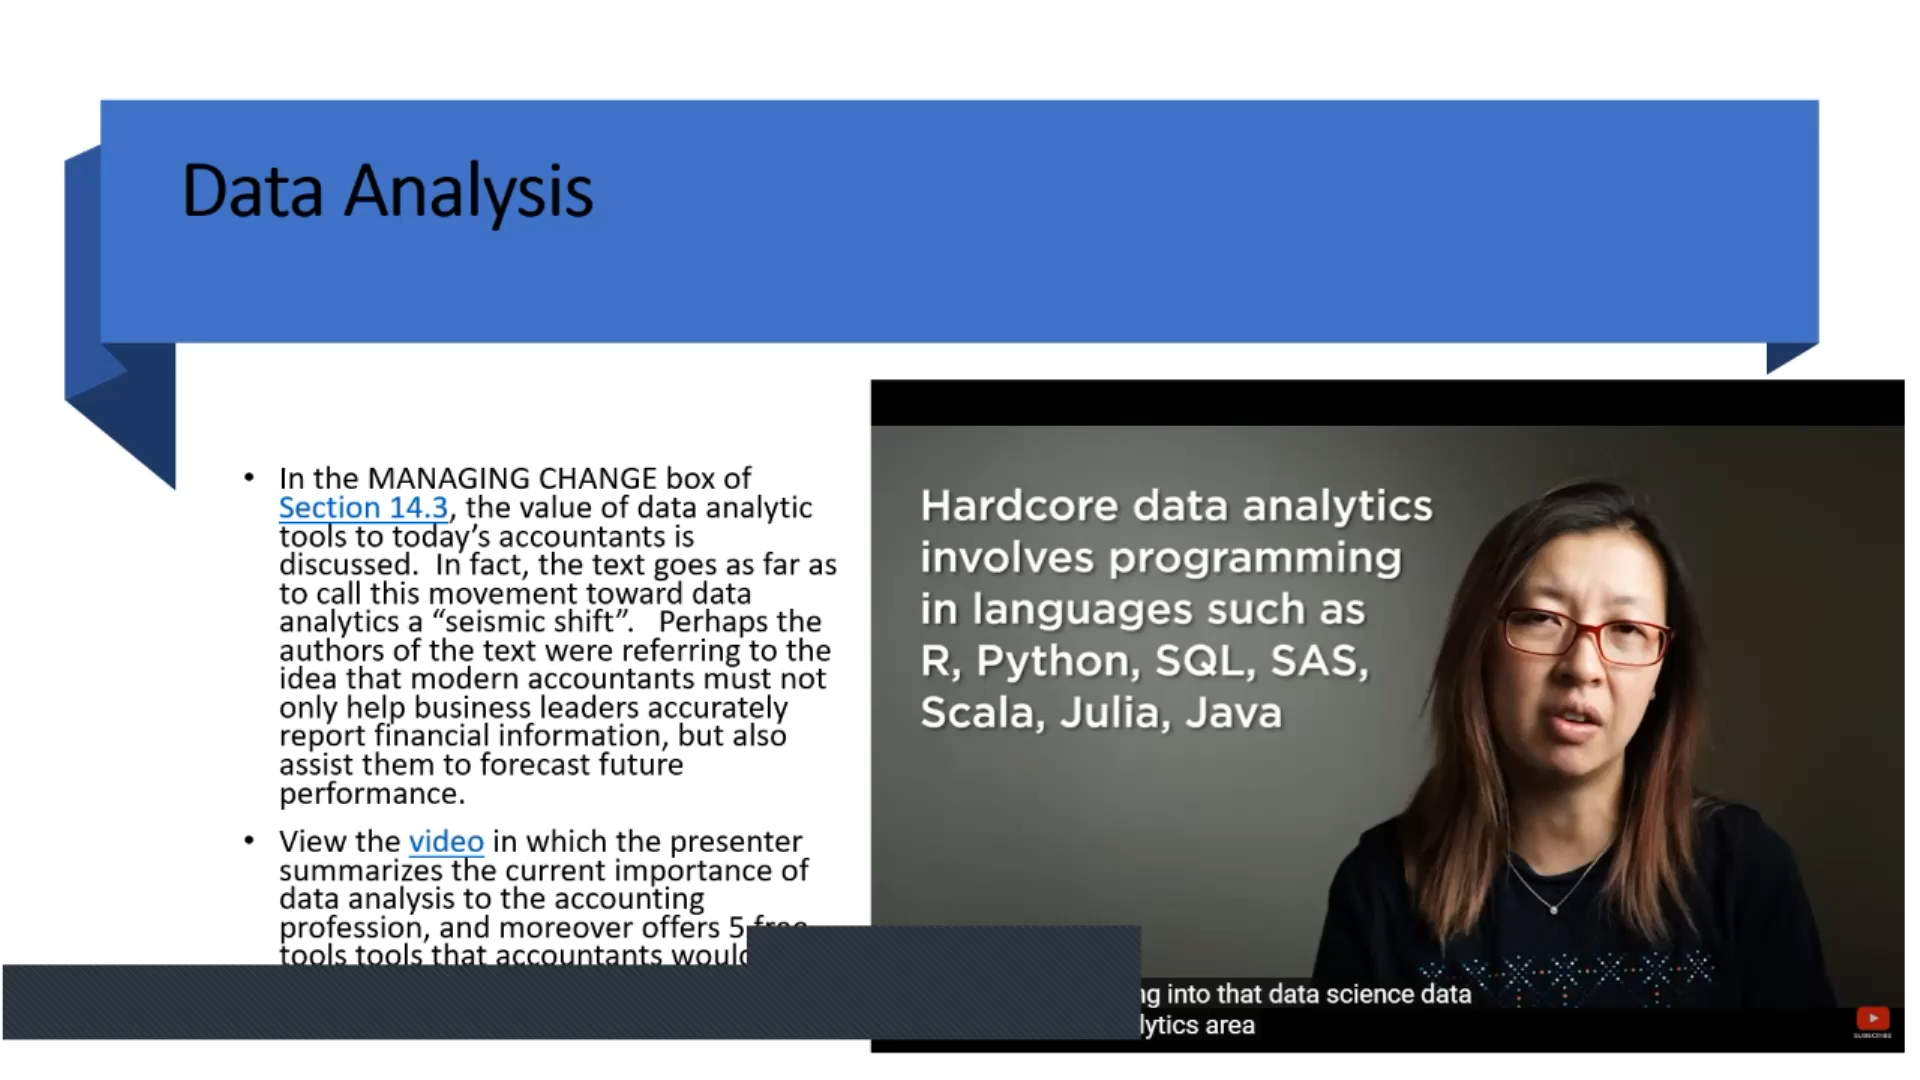 Data Analysis
• In the MANAGING CHANGE box of
Section 14.3, the value of data analytic
tools to today’s accountants is
discussed.  In fact, the text goes as far as
to call this movement toward data
analytics a “seismic shift”.   Perhaps the
authors of the text were referring to the
idea that modern accountants must not
only help business leaders accurately
report financial information, but also
assist them to forecast future
performance.
• View the video in which the presenter
summarizes the current importance of
data analysis to the accounting
profession, and moreover offers 5
tools tools that accountants
Hardcore data analytics
involves programming
in languages such as
R, Python, SQL, SAS,
Scala, Julia, Java
into that data science data
area
SUBSCRIBE